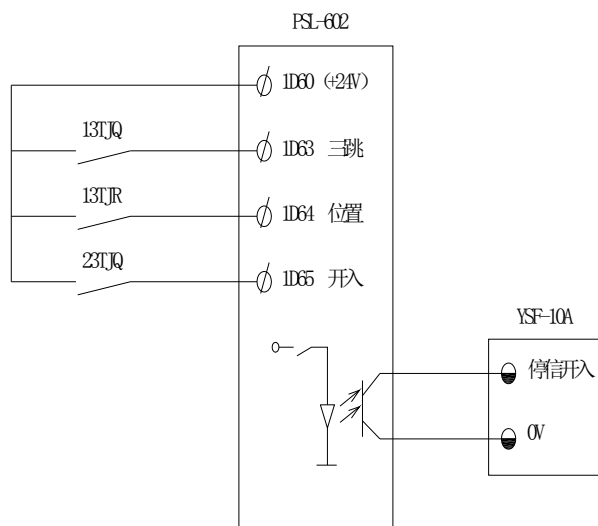 PSL-602
1D60 (+24V)
13TJQ
1D63 三跳
13TJR
1D64 位置
23TJQ
1D65 开入
YSF-10A
停信开入
0V